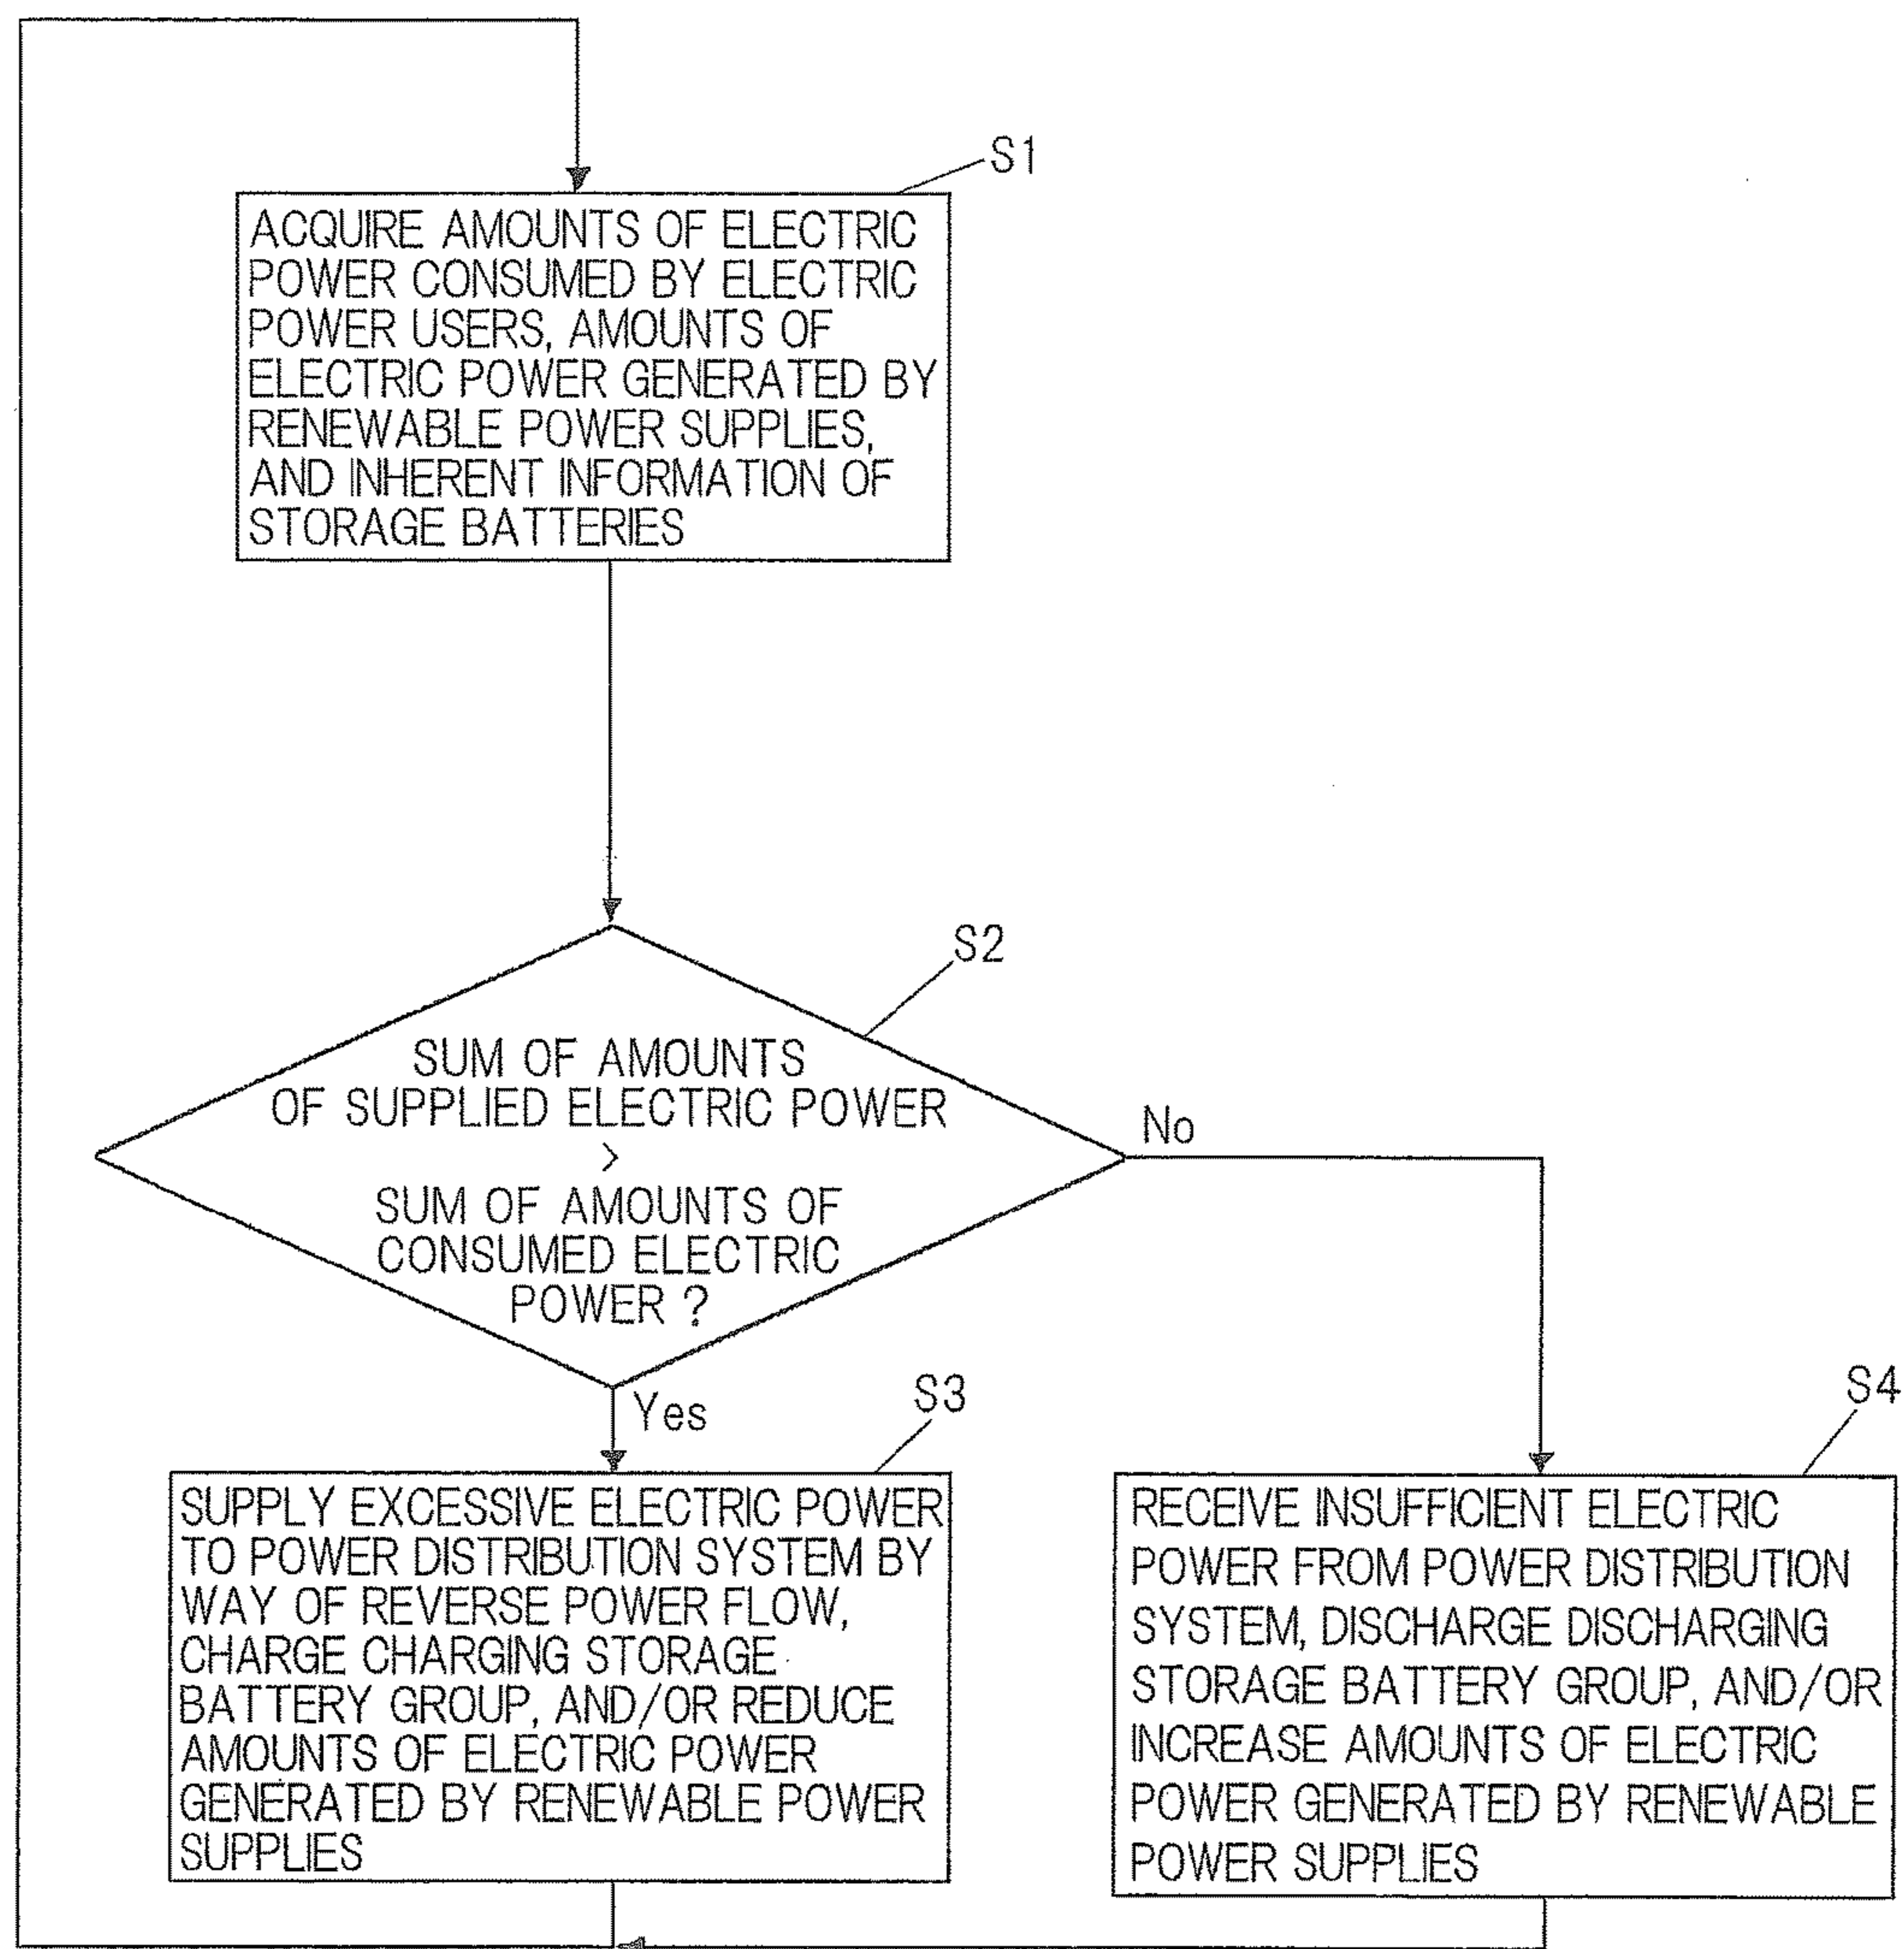 S1
ACQUIRE AMOUNTS OF ELECTRIC
POWER CONSUMED BY ELECTRIC
POWER USERS, AMOUNTS OF
ELECTRIC POWER GENERATED BY
RENEWABLE POWER SUPPLIES,
AND INHERENT INFORMATION OF
STORAGE BATTERIES
S2
SUM OF AMOUNTS
OF SUPPLIED ELECTRIC POWER
>
SUM OF AMOUNTS OF
CONSUMED ELECTRIC
POWER ?
No
Yes
S3
SUPPLY EXCESSIVE ELECTRIC POWER
TO POWER DISTRIBUTION SYSTEM BY
WAY OF REVERSE POWER FLOW,
CHARGE CHARGING STORAGE
BATTERY GROUP, AND/OR REDUCE
AMOUNTS OF ELECTRIC POWER
GENERATED BY RENEWABLE POWER
SUPPLIES
S4
RECEIVE INSUFFICIENT ELECTRIC
POWER FROM POWER DISTRIBUTION
SYSTEM, DISCHARGE DISCHARGING
STORAGE BATTERY GROUP, AND/OR
INCREASE AMOUNTS OF ELECTRIC
POWER GENERATED BY RENEWABLE
POWER SUPPLIES